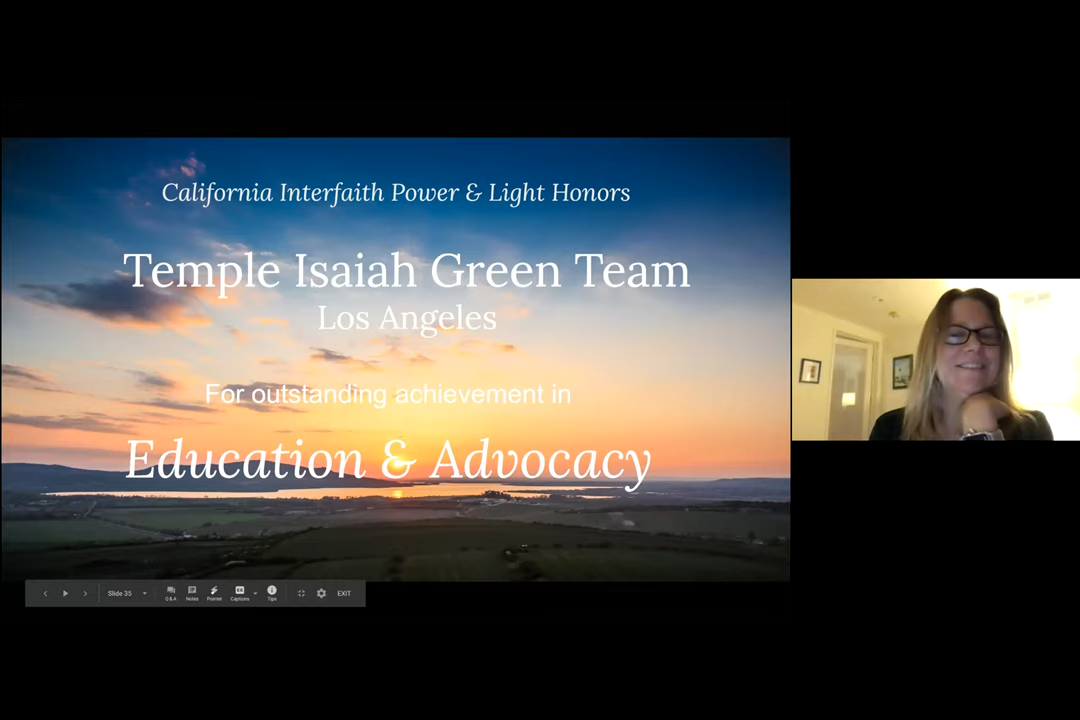 California Interfaith Power & Light Honors
Temple Isaiah Green Team
Los Angeles
For outstanding achievement in
Education & Advocacy
Slide 35
Q&A
Notes
Pointer
Captions
Tips
EXIT